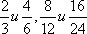 2/3 u 4/6, 8/12 u 16/24